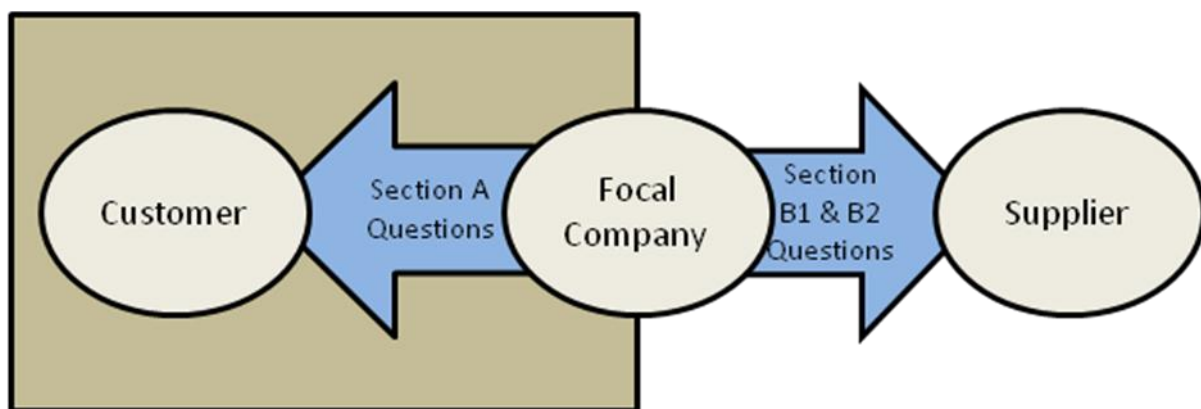 Customer
Section A
Questions
Focal
Company
Section
B1 & B2
Questions
Supplier